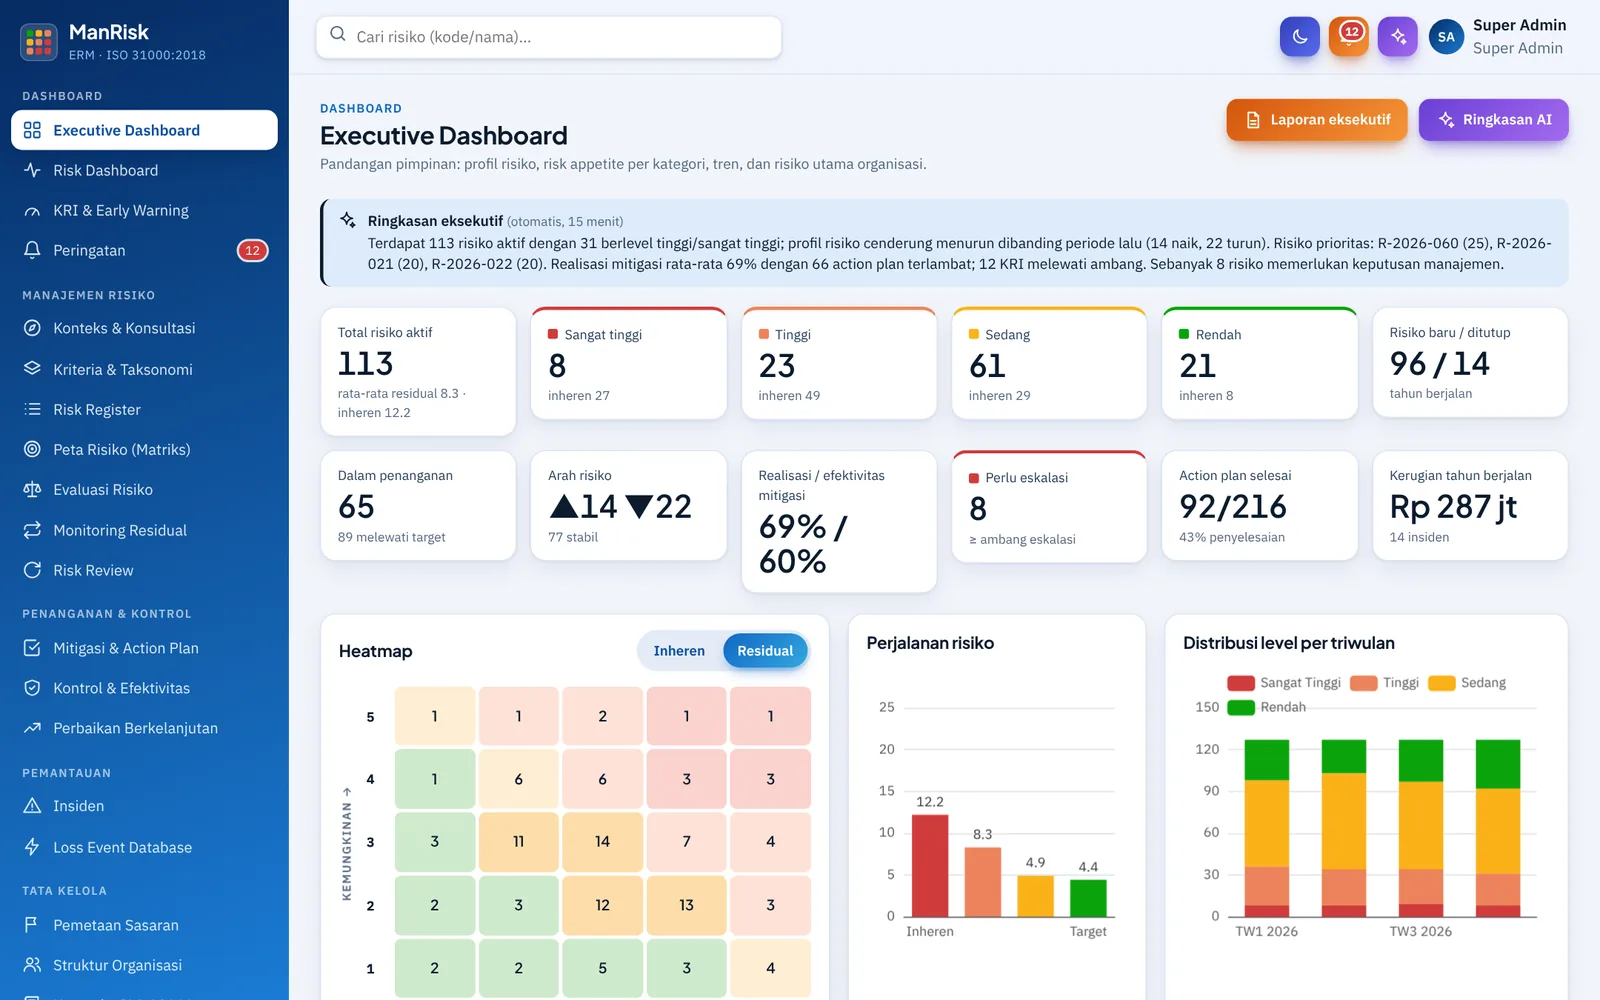 ManRisk
ERM · ISO 31000:2018
DASHBOARD
Executive Dashboard
Risk Dashboard
KRI & Early Warning
Peringatan
12
MANAJEMEN RISIKO
Konteks & Konsultasi
Kriteria & Taksonomi
Risk Register
Peta Risiko (Matriks)
Evaluasi Risiko
Monitoring Residual
Risk Review
PENANGANAN & KONTROL
Mitigasi & Action Plan
Kontrol & Efektivitas
Perbaikan Berkelanjutan
PEMANTAUAN
Insiden
Loss Event Database
TATA KELOLA
Pemetaan Sasaran
Struktur Organisasi
Cari risiko (kode/nama)...
12
SA
Super Admin
Super Admin
DASHBOARD
Executive Dashboard
Pandangan pimpinan: profil risiko, risk appetite per kategori, tren, dan risiko utama organisasi.
Laporan eksekutif
Ringkasan AI
Ringkasan eksekutif (otomatis, 15 menit)
Terdapat 113 risiko aktif dengan 31 berlevel tinggi/sangat tinggi; profil risiko cenderung menurun dibanding periode lalu (14 naik, 22 turun). Risiko prioritas: R-2026-060 (25), R-2026-
021 (20), R-2026-022 (20). Realisasi mitigasi rata-rata 69% dengan 66 action plan terlambat; 12 KRI melewati ambang. Sebanyak 8 risiko memerlukan keputusan manajemen.
Total risiko aktif
113
rata-rata residual 8.3 ·
inheren 12.2
Sangat tinggi
8
inheren 27
Tinggi
23
inheren 49
Sedang
61
inheren 29
Rendah
21
inheren 8
Risiko baru / ditutup
96 / 14
tahun berjalan
Dalam penanganan
65
89 melewati target
Arah risiko
▲14 ▼22
77 stabil
Realisasi / efektivitas
mitigasi
69% /
60%
Perlu eskalasi
8
≥ ambang eskalasi
Action plan selesai
92/216
43% penyelesaian
Kerugian tahun berjalan
Rp 287 jt
14 insiden
Heatmap
Inheren
Residual
KEMUNGKINAN →
5 1 1 2 1 1
4 1 6 6 3 3
3 3 11 14 7 4
2 2 3 12 13 3
1 2 2 5 3 4
Perjalanan risiko
25
20
15
10
5
0
12.2
8.3
4.9
4.4
Inheren
Target
Distribusi level per triwulan
Sangat Tinggi
Tinggi
Sedang
Rendah
150
120
90
60
30
0
TW1 2026
TW3 2026